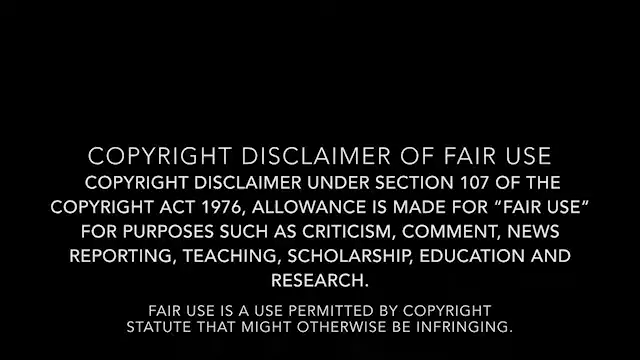 COPYRIGHT DISCLAIMER OF FAIR USE
COPYRIGHT DISCLAIMER UNDER SECTION 107 OF THE
COPYRIGHT ACT 1976, ALLOWANCE IS MADE FOR “FAIR USE”
FOR PURPOSES SUCH AS CRITICISM, COMMENT, NEWS
REPORTING, TEACHING, SCHOLARSHIP, EDUCATION AND
RESEARCH.
FAIR USE IS A USE PERMITTED BY COPYRIGHT
STATUTE THAT MIGHT OTHERWISE BE INFRINGING.